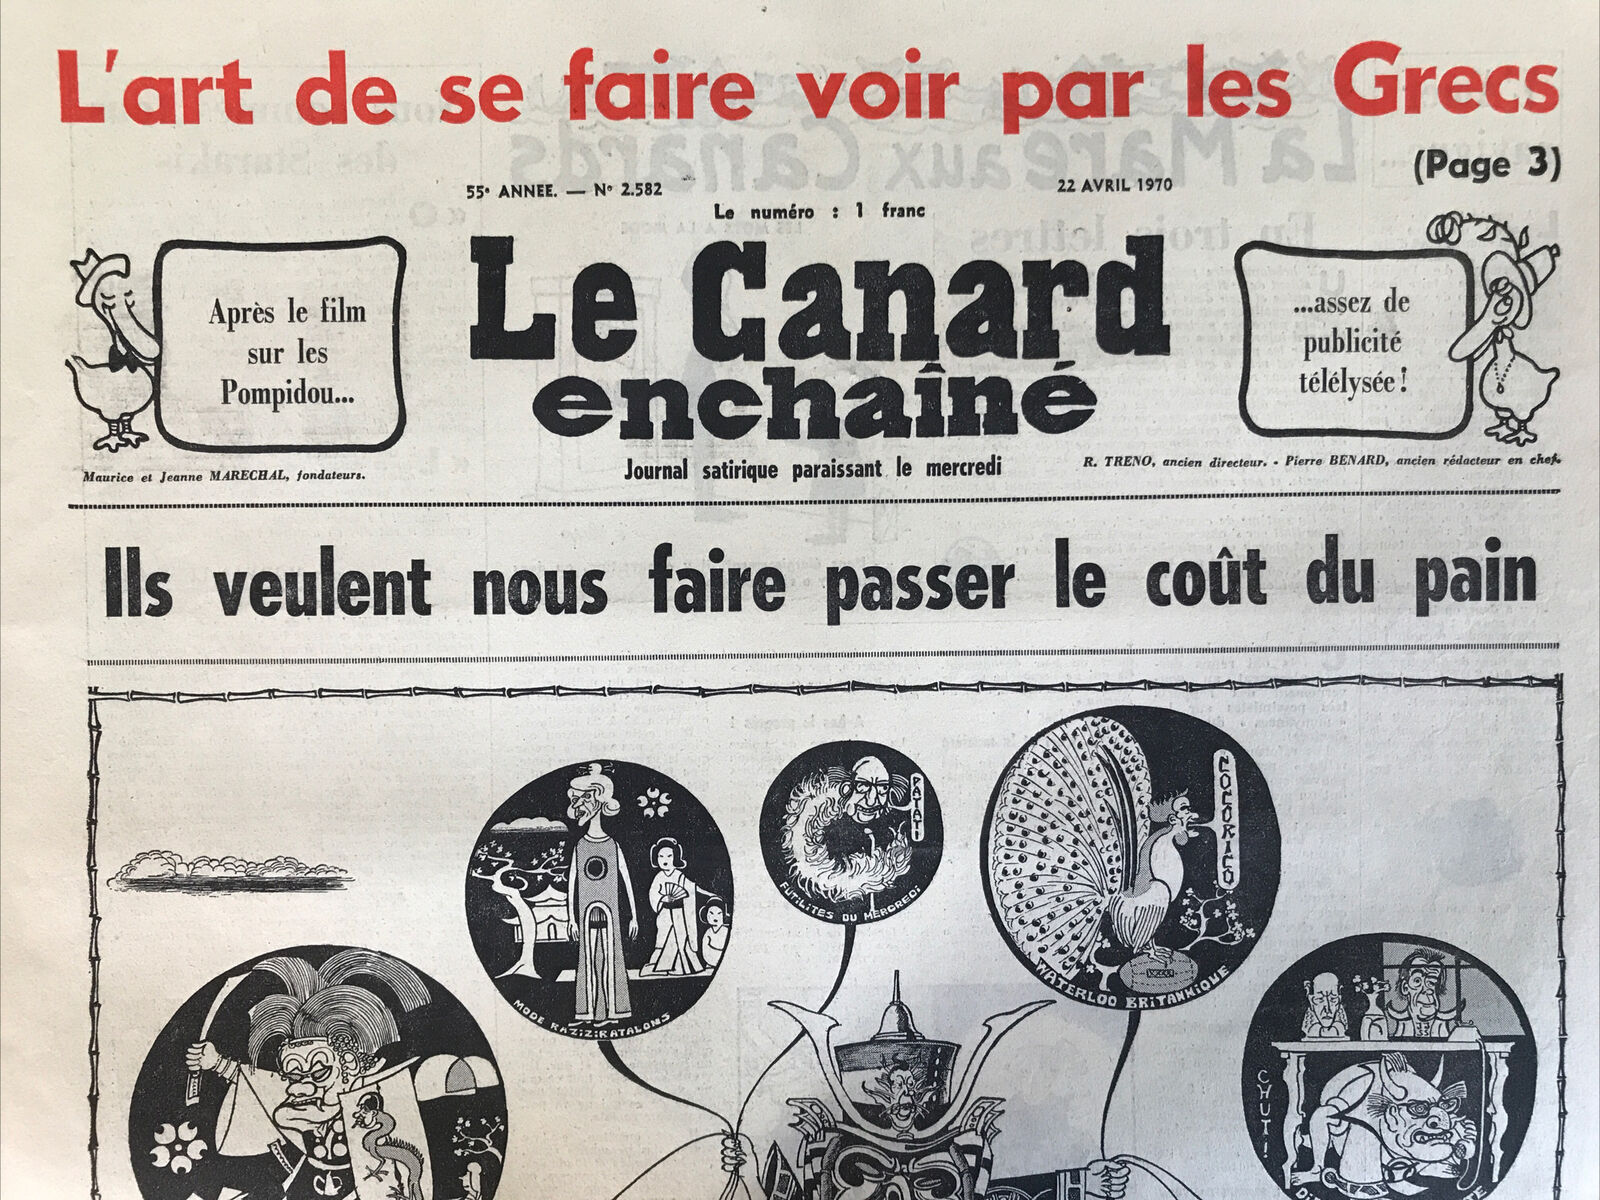 L'art de se faire voir par les Grecs
(Page 3)
55e ANNEE. — No 2.582
22 AVRIL 1970
Le numéro : 1 franc
Après le film
sur les
Pompidou...
Le Canard
enchaîné
...assez de
publicité
télélysée !
Maurice et Jeanne MARECHAL, fondateurs.
Journal satirique paraissant le mercredi
R. TRENO, ancien directeur. - Pierre BENARD, ancien rédacteur en chef.
Ils veulent nous faire passer le coût du pain
MODE RAZ;Z;RATALONS
PATATI
FUTILITES DU MERCREDI
COCORICO
WATERLOO BRITANNIQUE
CHUT!